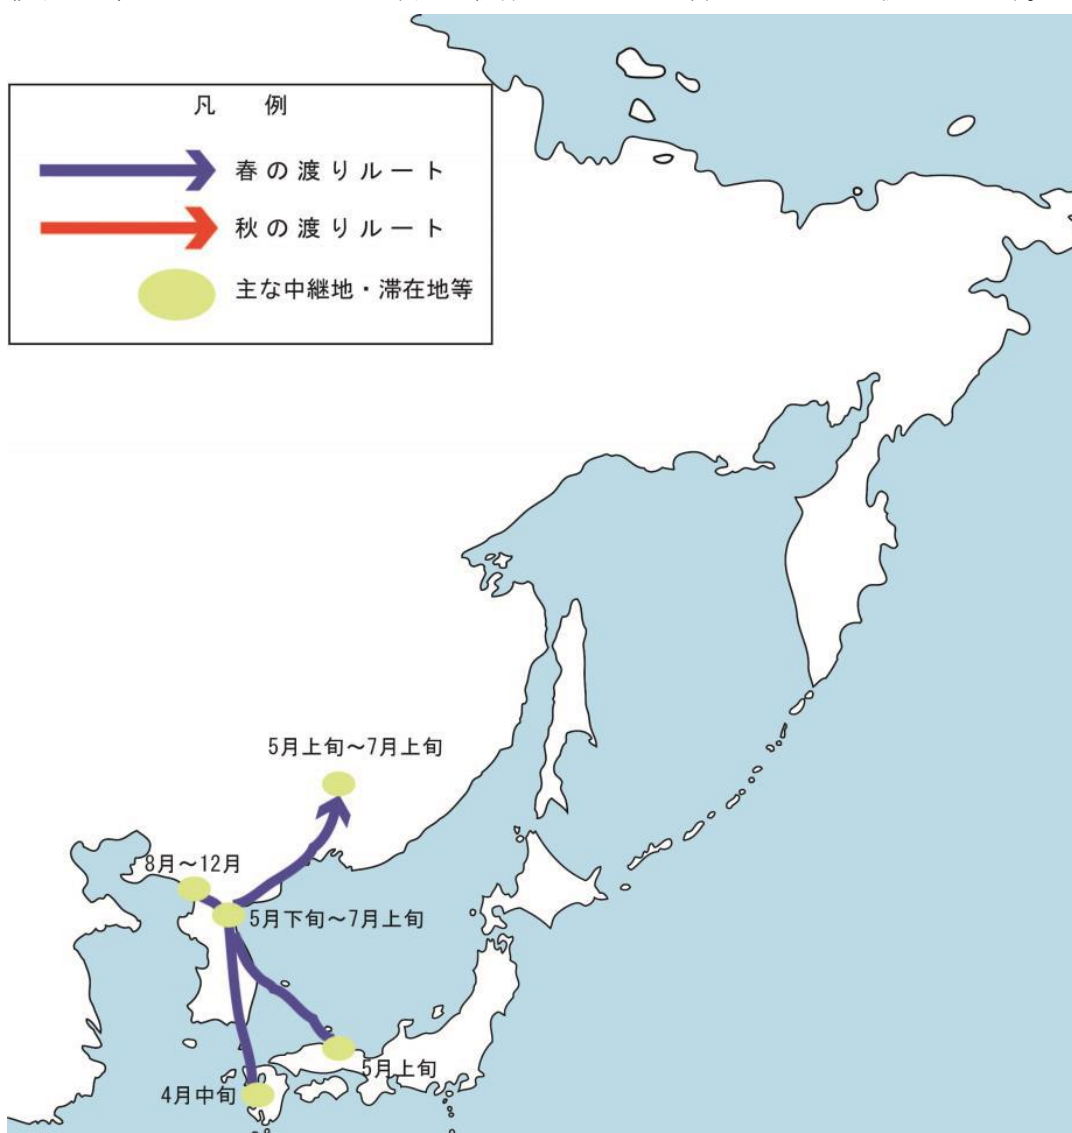 凡　例
春の渡りルート
秋の渡りルート
主な中継地・滞在地等
5月上旬～7月上旬
8月～12月
5月下旬～7月上旬
5月上旬
4月中旬